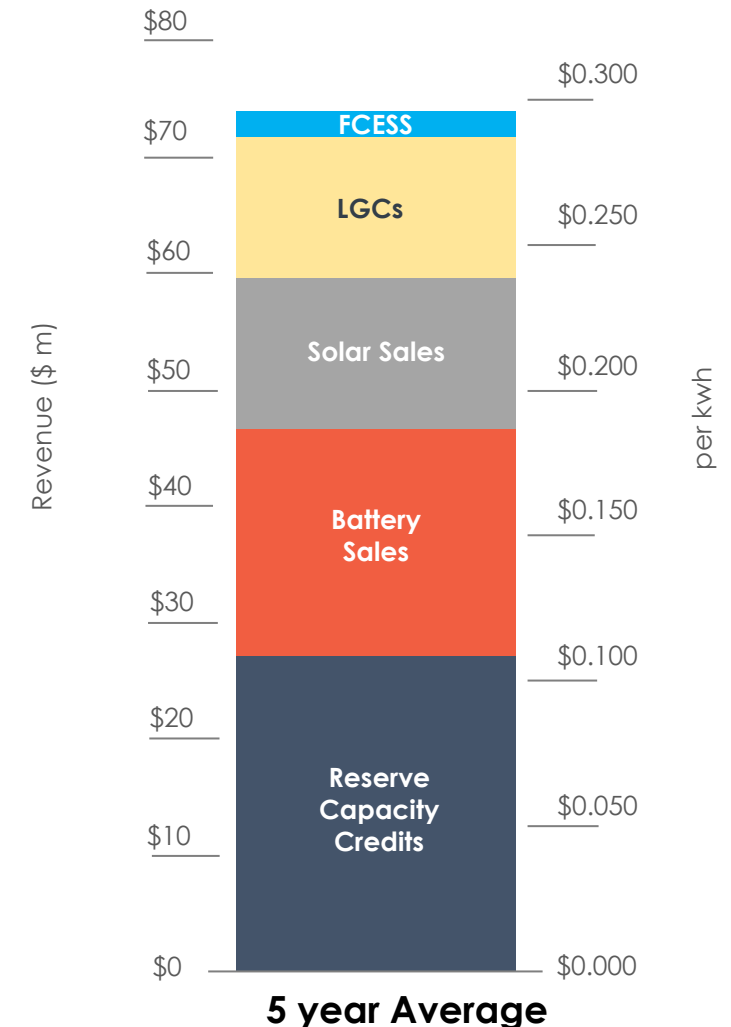 $80
$70
$60
$50
$40
$30
$20
$10
$0
Revenue ($ m)
FCESS
LGCs
Solar Sales
Battery
Sales
Reserve
Capacity
Credits
$0.300
$0.250
$0.200
$0.150
$0.100
$0.050
$0.000
per kwh
5 year Average